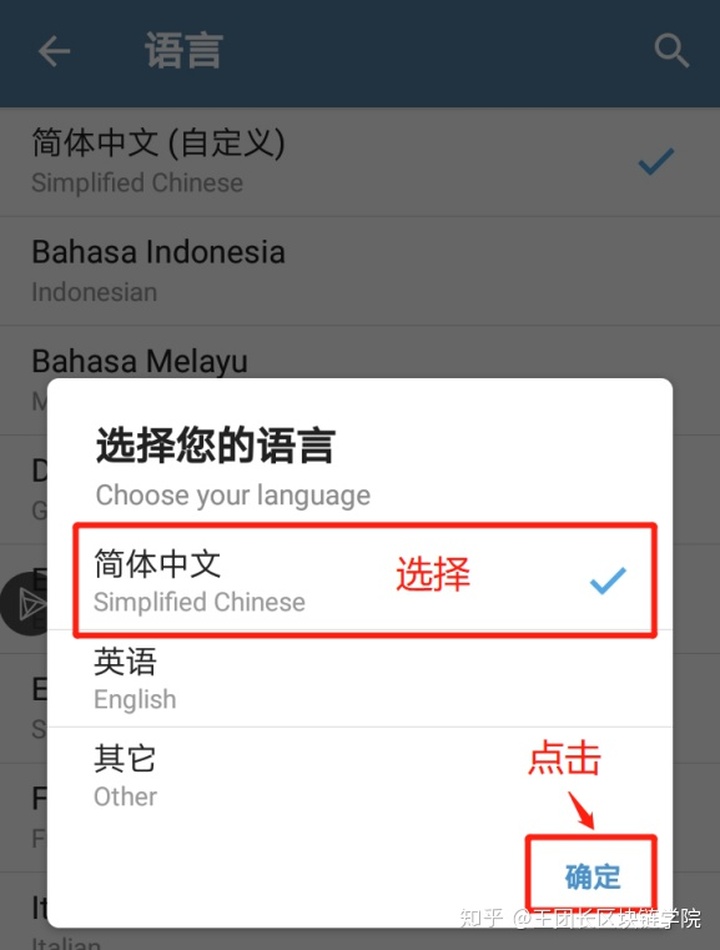 语言
简体中文 (自定义)
Simplified Chinese
Bahasa Indonesia
Indonesian
Bahasa Melayu
选择您的语言
Choose your language
简体中文
Simplified Chinese
选择
英语
English
其它
Other
点击
确定
Italian
知乎 @王团长区块链学院